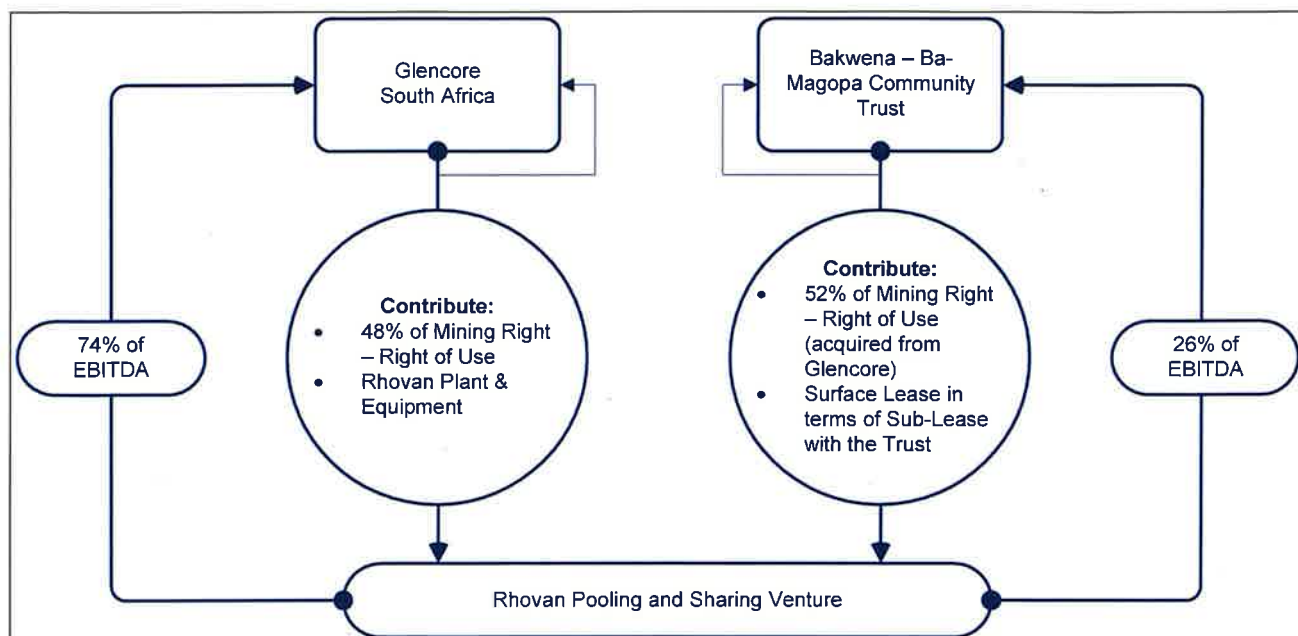 Glencore
South Africa
Bakwena – Ba-
Magopa Community
Trust
Contribute:
• 48% of Mining Right
– Right of Use
• Rhovan Plant &
Equipment
Contribute:
• 52% of Mining Right
– Right of Use
(acquired from
Glencore)
• Surface Lease in
terms of Sub-Lease
with the Trust
74% of
EBITDA
26% of
EBITDA
Rhovan Pooling and Sharing Venture